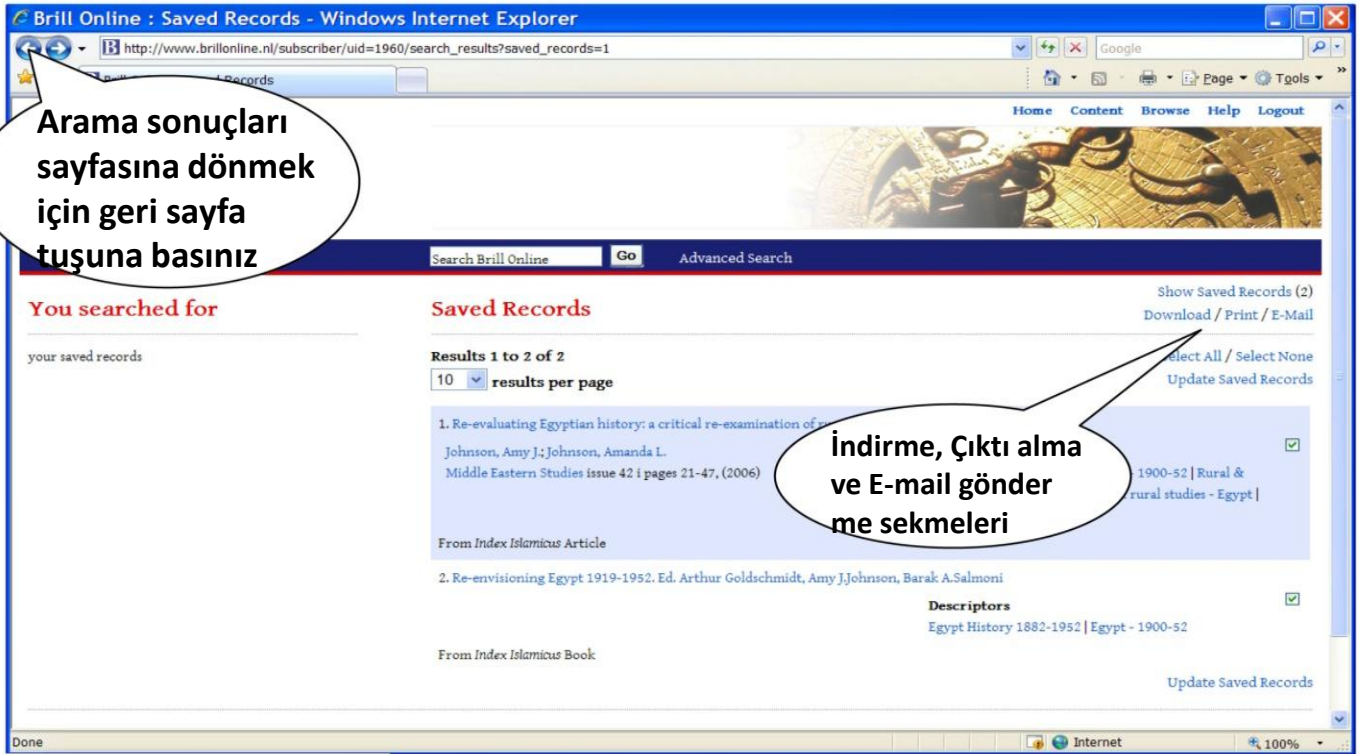 Brill Online : Saved Records - Windows Internet Explorer
http://www.brillonline.nl/subscriber/uid=1960/search_results?saved_records=1
Google
Records
Page Tools
Home Content Browse Help Logout
Arama sonuçları
sayfasına dönmek
için geri sayfa
tuşuna basınız
Search Brill Online Go Advanced Search
You searched for
your saved records
Saved Records
Show Saved Records (2)
Download / Print / E-Mail
Results 1 to 2 of 2
10 results per page
Select All / Select None
Update Saved Records
1. Re-evaluating Egyptian history: a critical re-examination of
Johnson, Amy J.; Johnson, Amanda L.
Middle Eastern Studies issue 42 i pages 21-47, (2006)
- 1900-52 | Rural &
rural studies - Egypt |
From Index Islamicus Article
İndirme, Çıktı alma
ve E-mail gönder
me sekmeleri
2. Re-envisioning Egypt 1919-1952. Ed. Arthur Goldschmidt, Amy J.Johnson, Barak A.Salmoni
Descriptors
Egypt History 1882-1952 | Egypt - 1900-52
From Index Islamicus Book
Update Saved Records
Done
Internet
100%